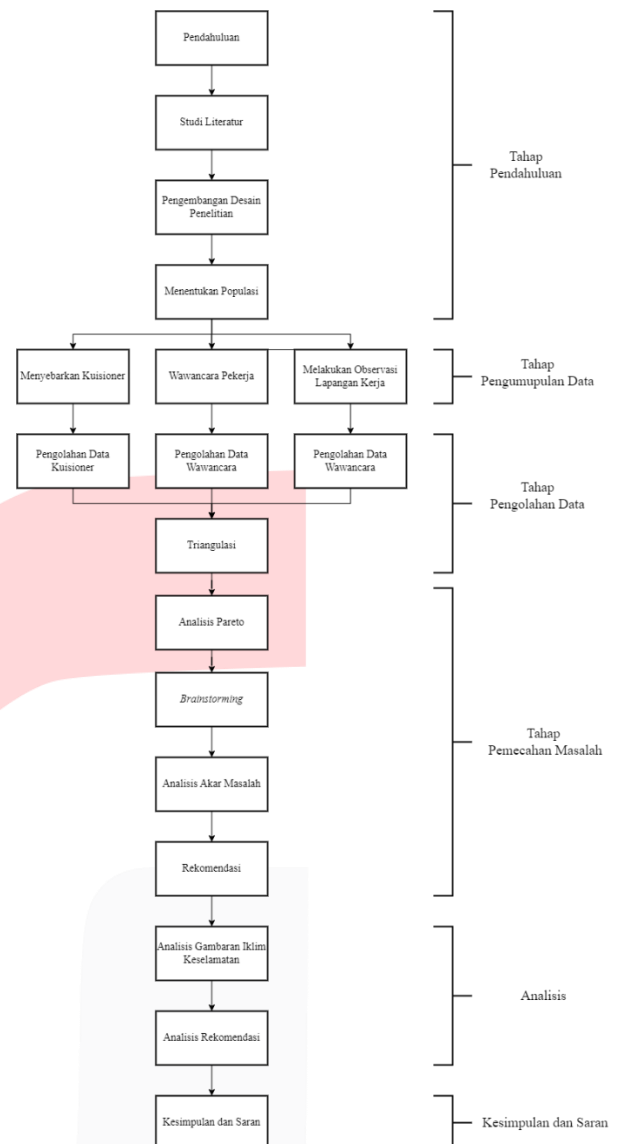 Pendahuluan
Studi Literatur
Pengembangan Desain
Penelitian
Menentukan Populasi
Tahap
Pendahuluan
Menyebarkan Kuisioner
Wawancara Pekerja
Melakukan Observasi
Lapangan Kerja
Tahap
Pengumupulan Data
Pengolahan Data
Kuisioner
Pengolahan Data
Wawancara
Pengolahan Data
Wawancara
Triangulasi
Tahap
Pengolahan Data
Analisis Pareto
Brainstorming
Analisis Akar Masalah
Rekomendasi
Tahap
Pemecahan Masalah
Analisis Gambaran Iklim
Keselamatan
Analisis Rekomendasi
Analisis
Kesimpulan dan Saran
Kesimpulan dan Saran